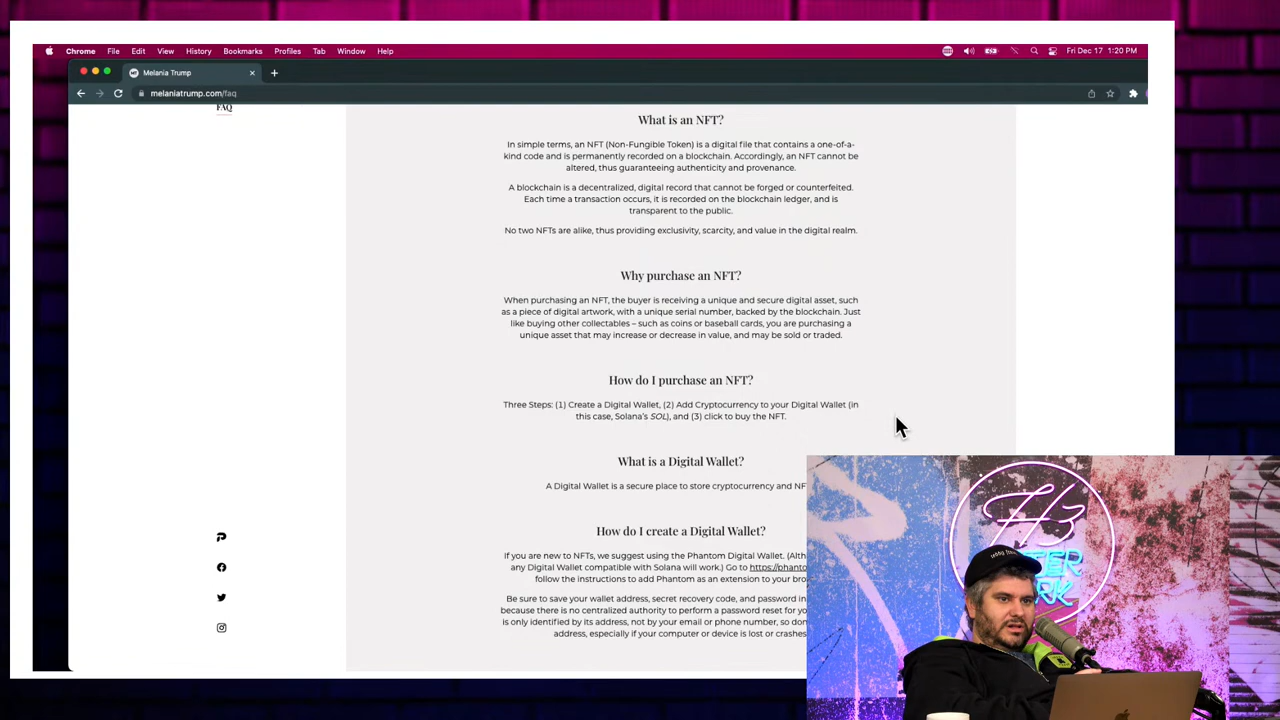 Chrome File Edit View History Bookmarks Profiles Tab Window Help
Fri Dec 17 1:20 PM
Melania Trump
melaniatrump.com/faq
FAQ
What is an NFT?
In simple terms, an NFT (Non-Fungible Token) is a digital file that contains a one-of-a-
kind code and is permanently recorded on a blockchain. Accordingly, an NFT cannot be
altered, thus guaranteeing authenticity and provenance.
A blockchain is a decentralized, digital record that cannot be forged or counterfeited.
Each time a transaction occurs, it is recorded on the blockchain ledger, and is
transparent to the public.
No two NFTs are alike, thus providing exclusivity, scarcity, and value in the digital realm.
Why purchase an NFT?
When purchasing an NFT, the buyer is receiving a unique and secure digital asset, such
as a piece of digital artwork, with a unique serial number, backed by the blockchain. Just
like buying other collectables – such as coins or baseball cards, you are purchasing a
unique asset that may increase or decrease in value, and may be sold or traded.
How do I purchase an NFT?
Three Steps: (1) Create a Digital Wallet, (2) Add Cryptocurrency to your Digital Wallet (in
this case, Solana's SOL), and (3) click to buy the NFT.
What is a Digital Wallet?
A Digital Wallet is a secure place to store cryptocurrency and NF
How do I create a Digital Wallet?
If you are new to NFTs, we suggest using the Phantom Digital Wallet. (Alth
any Digital Wallet compatible with Solana will work.) Go to https://phanto
follow the instructions to add Phantom as an extension to your bro
Be sure to save your wallet address, secret recovery code, and password in
because there is no centralized authority to perform a password reset for yo
is only identified by its address, not by your email or phone number, so don
address, especially if your computer or device is lost or crashes
H3